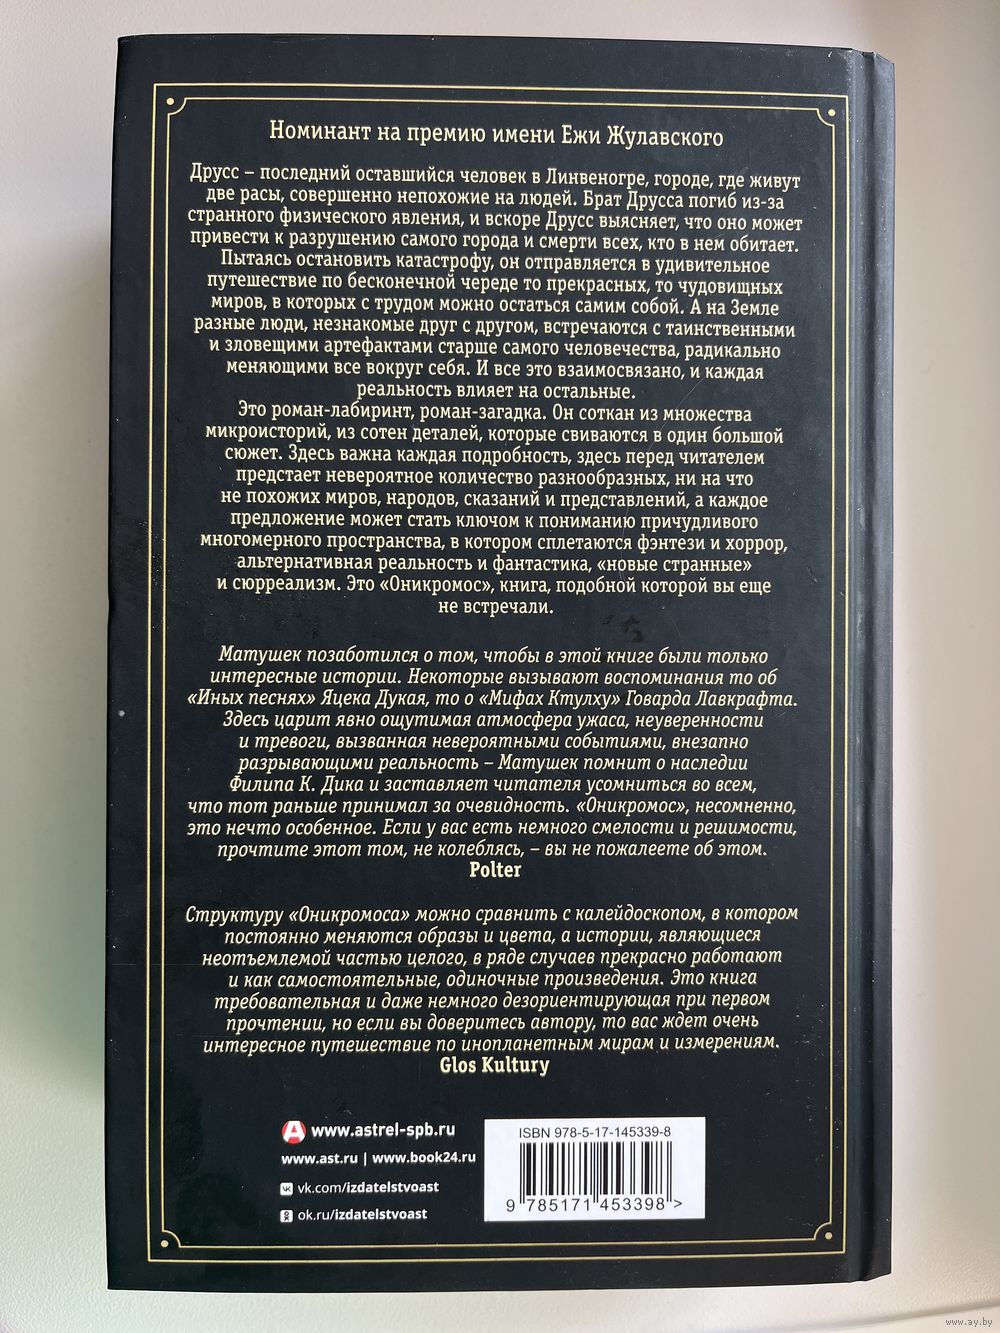 Номинант на премию имени Ежи Жулавского
Друсс – последний оставшийся человек в Линвеногре, городе, где живут
две расы, совершенно непохожие на людей. Брат Друсса погиб из-за
странного физического явления, и вскоре Друсс выясняет, что оно может
привести к разрушению самого города и смерти всех, кто в нем обитает.
Пытаясь остановить катастрофу, он отправляется в удивительное
путешествие по бесконечной череде то прекрасных, то чудовищных
миров, в которых с трудом можно остаться самим собой. А на Земле
разные люди, незнакомые друг с другом, встречаются с таинственными
и зловещими артефактами старше самого человечества, радикально
меняющими все вокруг себя. И все это взаимосвязано, и каждая
реальность влияет на остальные.
Это роман-лабиринт, роман-загадка. Он соткан из множества
микроисторий, из сотен деталей, которые свиваются в один большой
сюжет. Здесь важна каждая подробность, здесь перед читателем
предстает невероятное количество разнообразных, ни на что
не похожих миров, народов, сказаний и представлений, а каждое
предложение может стать ключом к пониманию причудливого
многомерного пространства, в котором сплетаются фэнтези и хоррор,
альтернативная реальность и фантастика, «новые странные»
и сюрреализм. Это «Оникромос», книга, подобной которой вы еще
не встречали.
Матушек позаботился о том, чтобы в этой книге были только
интересные истории. Некоторые вызывают воспоминания то об
«Иных песнях» Яцека Дукая, то о «Мифах Ктулху» Говарда Лавкрафта.
Здесь царит явно ощутимая атмосфера ужаса, неуверенности
и тревоги, вызванная невероятными событиями, внезапно
разрывающими реальность – Матушек помнит о наследии
Филипа К. Дика и заставляет читателя усомниться во всем,
что тот раньше принимал за очевидность. «Оникромос», несомненно,
это нечто особенное. Если у вас есть немного смелости и решимости,
прочтите этот том, не колеблясь, – вы не пожалеете об этом.
Polter
Структуру «Оникромоса» можно сравнить с калейдоскопом, в котором
постоянно меняются образы и цвета, а истории, являющиеся
неотъемлемой частью целого, в ряде случаев прекрасно работают
и как самостоятельные, одиночные произведения. Это книга
требовательная и даже немного дезориентирующая при первом
прочтении, но если вы доверитесь автору, то вас ждет очень
интересное путешествие по инопланетным мирам и измерениям.
Glos Kultury
www.astrel-spb.ru
www.ast.ru | www.book24.ru
vk.com/izdatelstvoast
ok.ru/izdatelstvoast
ISBN 978-5-17-145339-8
9 785171 453398 >
www.ay.by